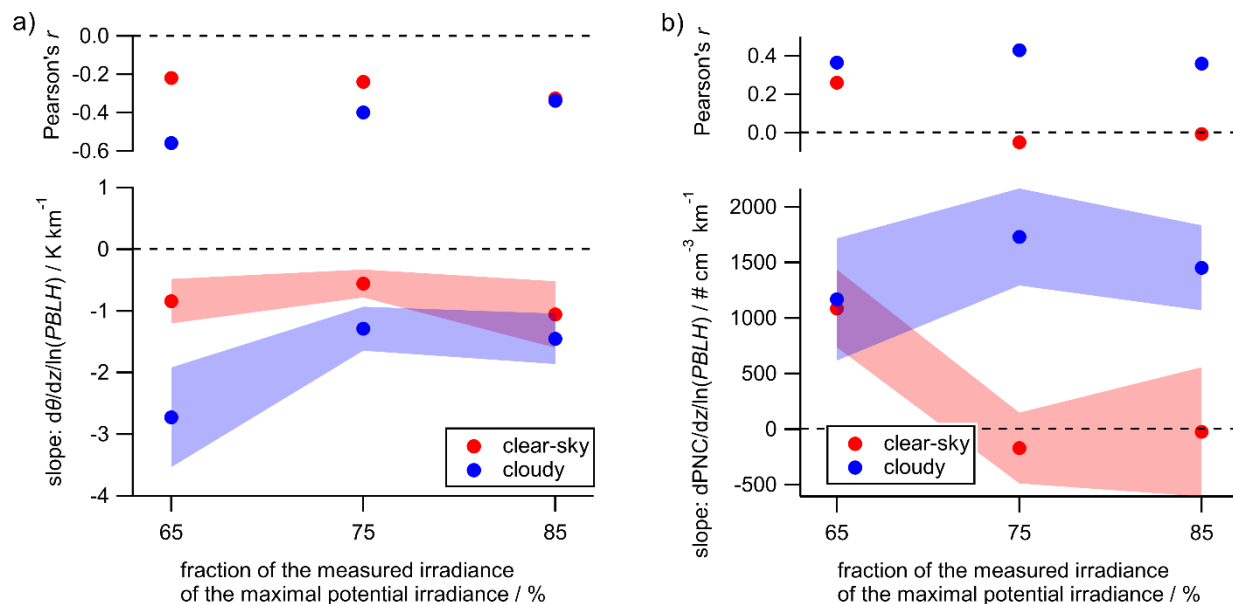 a)
Pearson's r
0.0
-0.2
-0.4
-0.6
slope: dθ/dz/ln(PBLH) / K km⁻¹
1
0
-1
-2
-3
-4
clear-sky
cloudy
65
75
85
fraction of the measured irradiance
of the maximal potential irradiance / %
b)
Pearson's r
0.4
0.2
0.0
slope: dPNC/dz/ln(PBLH) / # cm⁻³ km⁻¹
2000
1500
1000
500
0
-500
clear-sky
cloudy
65
75
85
fraction of the measured irradiance
of the maximal potential irradiance / %